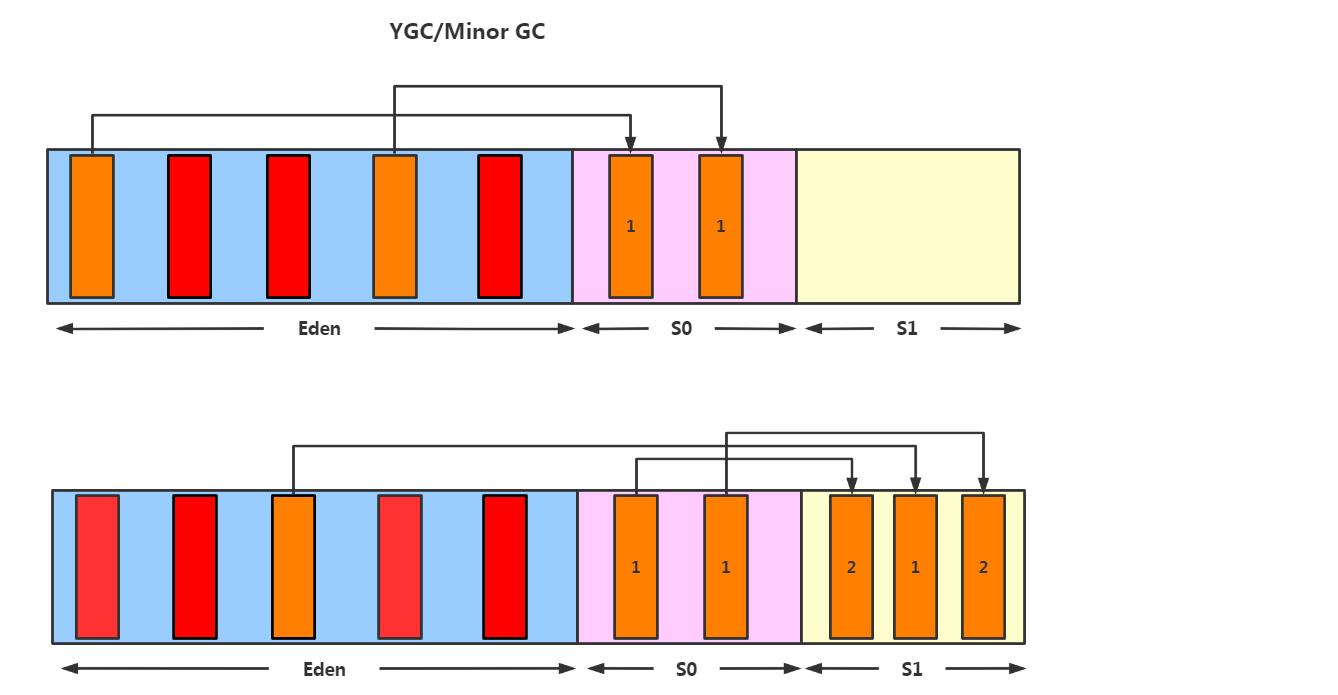 YGC/Minor GC
1 1
Eden S0 S1
1 1 2 1 2
Eden S0 S1